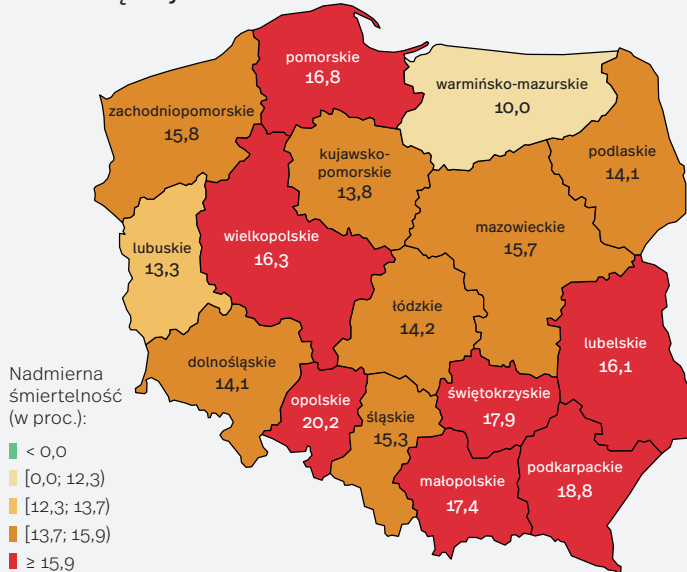 pomorskie
16,8
warmińsko-mazurskie
10,0
zachodniopomorskie
15,8
kujawsko-
pomorskie
13,8
podlaskie
14,1
mazowieckie
15,7
wielkopolskie
16,3
lubuskie
13,3
łódzkie
14,2
lubelskie
16,1
dolnośląskie
14,1
opolskie
20,2
śląskie
15,3
świętokrzyskie
17,9
małopolskie
17,4
podkarpackie
18,8
Nadmierna
śmiertelność
(w proc.):
< 0,0
[0,0; 12,3)
[12,3; 13,7)
[13,7; 15,9)
≥ 15,9